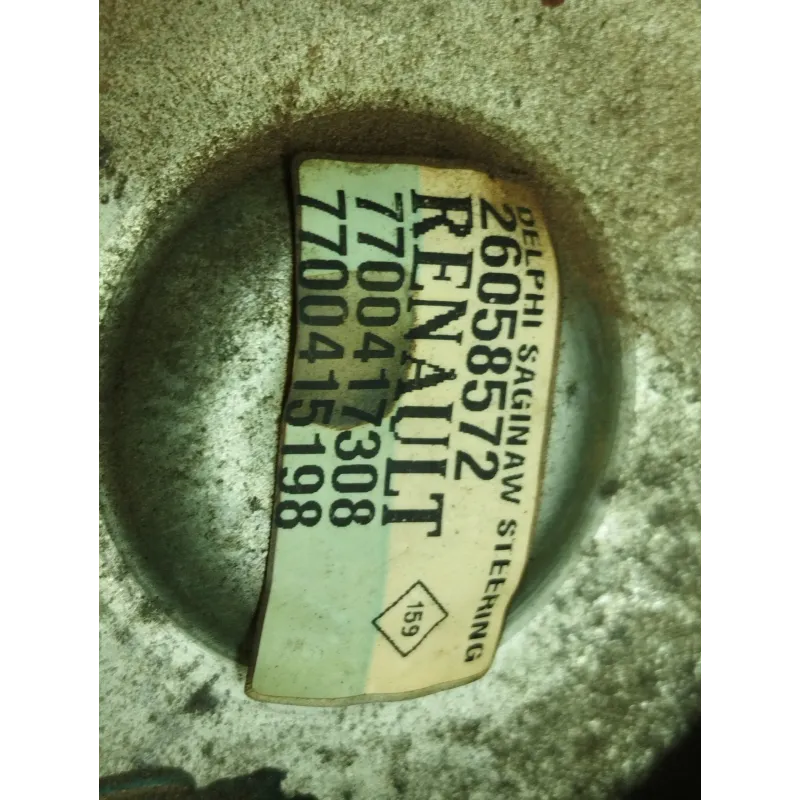 DELPHI SAGINAW STEERING
26058572
RENAULT
7700417308
7700415198
159